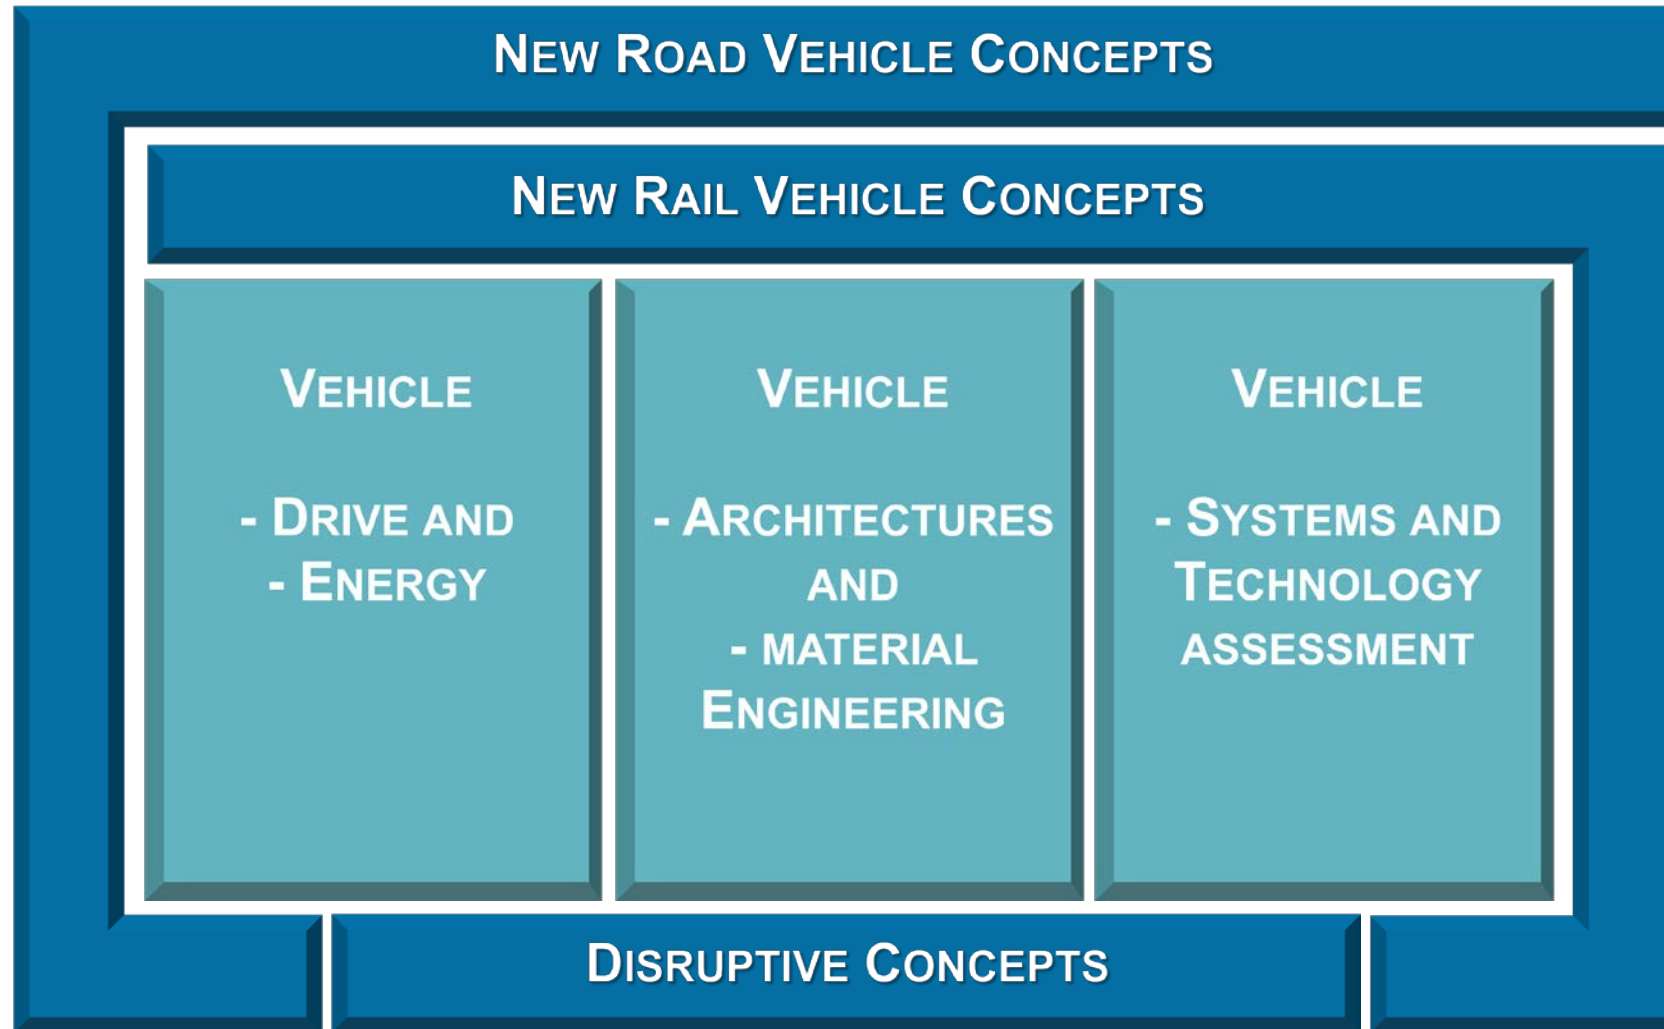 NEW ROAD VEHICLE CONCEPTS
NEW RAIL VEHICLE CONCEPTS
VEHICLE
- DRIVE AND
- ENERGY
VEHICLE
- ARCHITECTURES
AND
- MATERIAL
ENGINEERING
VEHICLE
- SYSTEMS AND
TECHNOLOGY
ASSESSMENT
DISRUPTIVE CONCEPTS